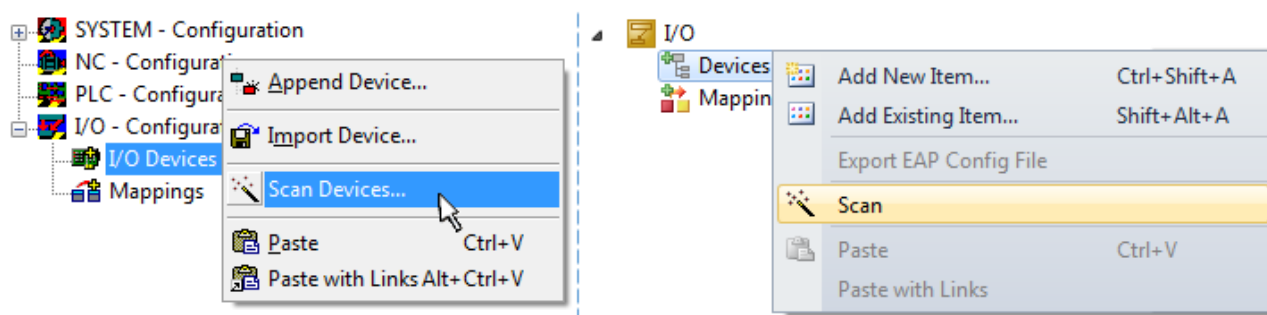 SYSTEM - Configuration
NC - Configurat
PLC - Configura
I/O - Configurat
I/O Devices
Mappings
Append Device...
Import Device...
Scan Devices...
Paste Ctrl+V
Paste with Links Alt+Ctrl+V
I/O
Devices
Mappin
Add New Item... Ctrl+Shift+A
Add Existing Item... Shift+Alt+A
Export EAP Config File
Scan
Paste Ctrl+V
Paste with Links